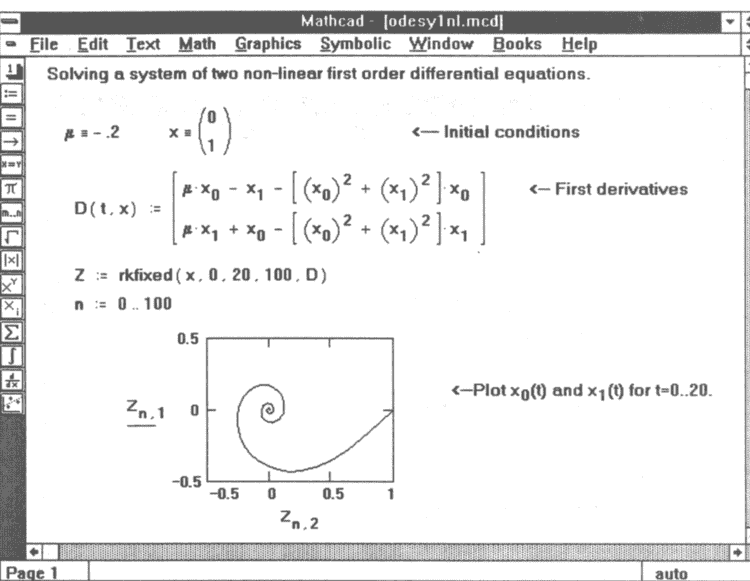 Mathcad - [odesy1nl.mcd]
File Edit Text Math Graphics Symbolic Window Books Help
Solving a system of two non-linear first order differential equations.
μ ≡ - .2 x ≡ (0 1) <— Initial conditions
D(t, x) := [ μ·x₀ - x₁ - [(x₀)² + (x₁)²]·x₀
μ·x₁ + x₀ - [(x₀)² + (x₁)²]·x₁ ] <— First derivatives
Z := rkfixed(x, 0, 20, 100, D)
n := 0 .. 100
0.5
Zn,1 0 <—Plot x₀(t) and x₁(t) for t=0..20.
-0.5
-0.5 0 0.5 1
Zn,2
Page 1 auto